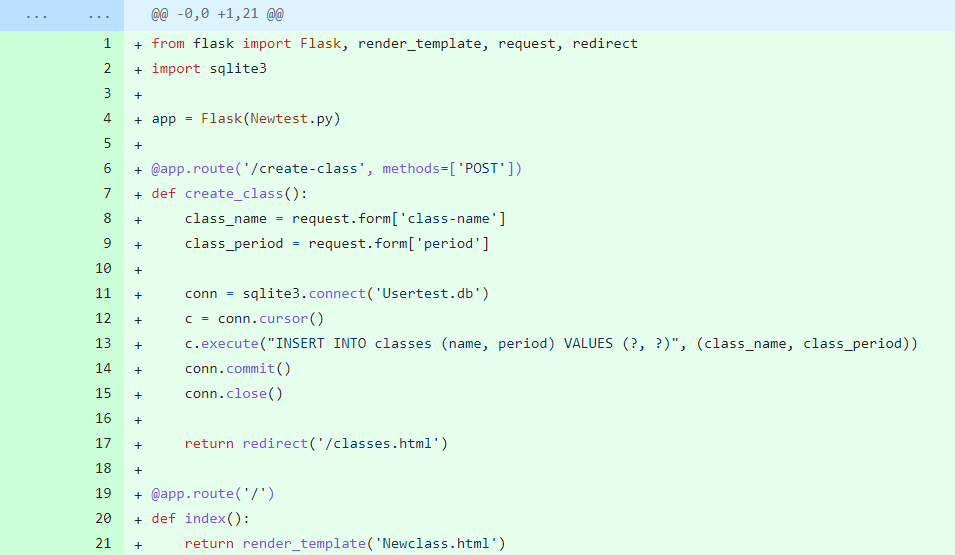 ... ... @@ -0,0 +1,21 @@
1 + from flask import Flask, render_template, request, redirect
2 + import sqlite3
3 +
4 + app = Flask(Newtest.py)
5 +
6 + @app.route('/create-class', methods=['POST'])
7 + def create_class():
8 +     class_name = request.form['class-name']
9 +     class_period = request.form['period']
10 +
11 +     conn = sqlite3.connect('Usertest.db')
12 +     c = conn.cursor()
13 +     c.execute("INSERT INTO classes (name, period) VALUES (?, ?)", (class_name, class_period))
14 +     conn.commit()
15 +     conn.close()
16 +
17 +     return redirect('/classes.html')
18 +
19 + @app.route('/')
20 + def index():
21 +     return render_template('Newclass.html')